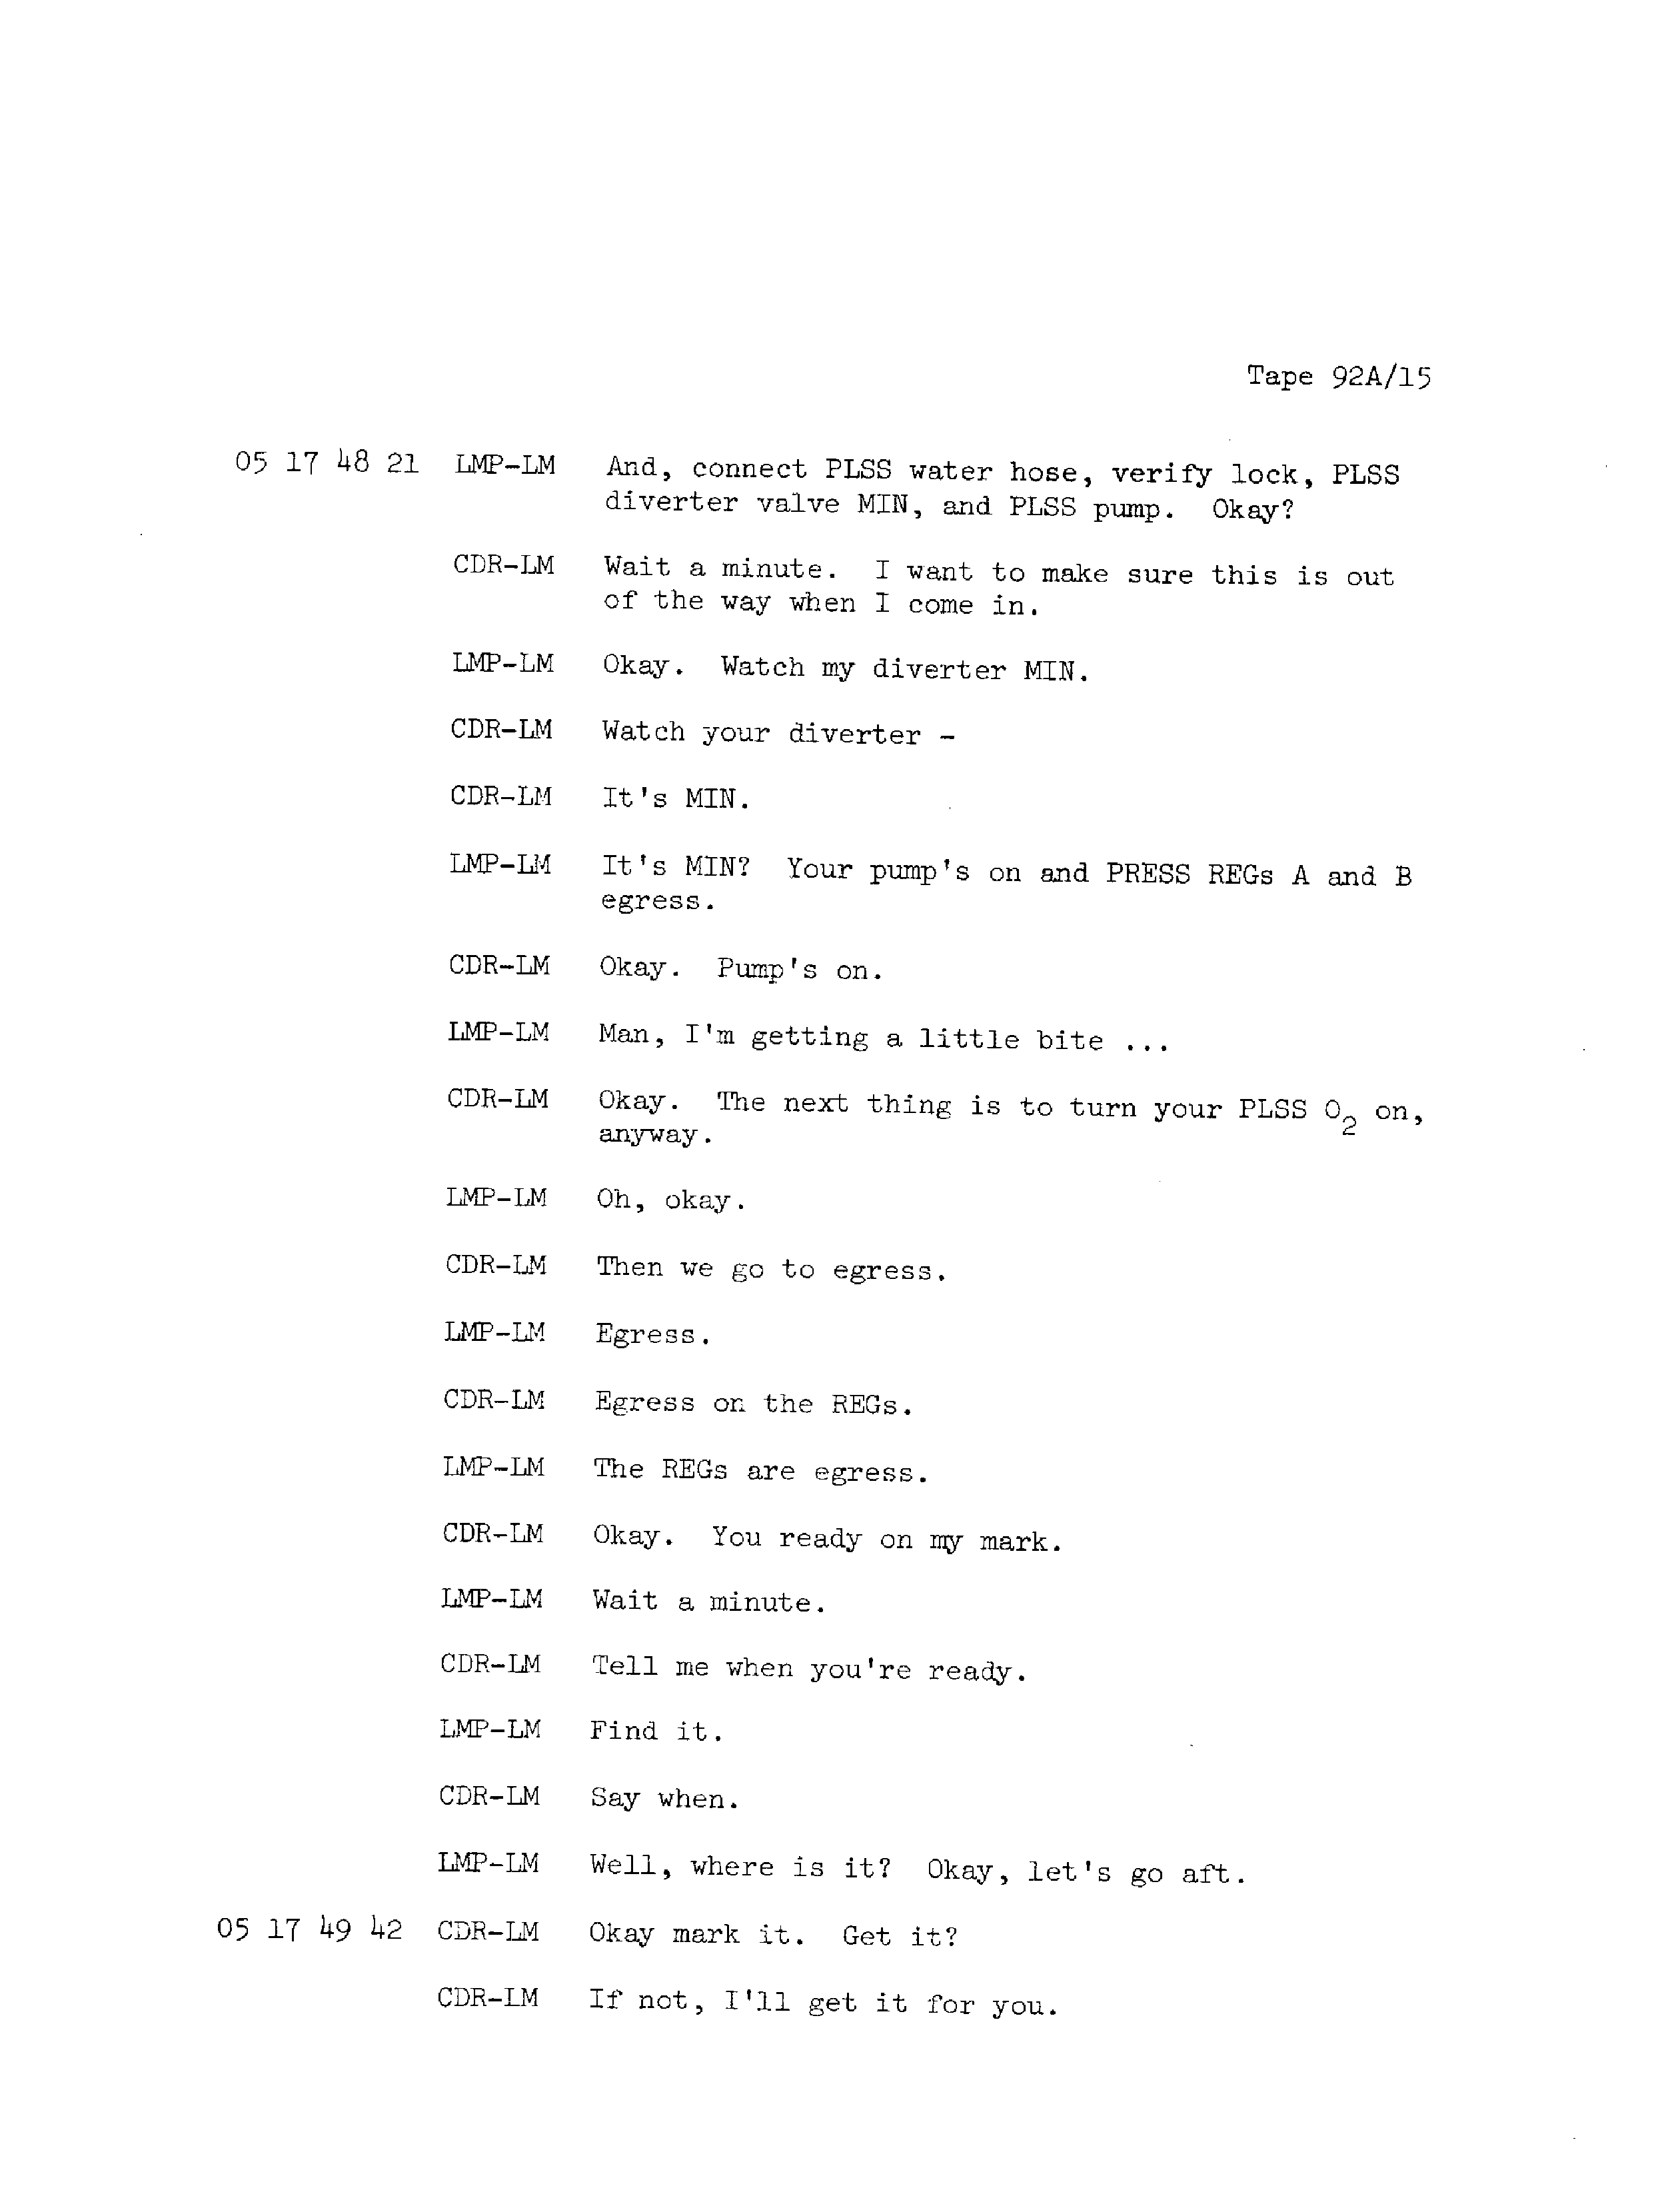 Tape 92A/15
05 17 48 21 LMP-LM And, connect PLSS water hose, verify lock, PLSS
diverter valve MIN, and PLSS pump. Okay?
CDR-LM Wait a minute. I want to make sure this is out
of the way when I come in.
LMP-LM Okay. Watch my diverter MIN.
CDR-LM Watch your diverter -
CDR-LM It's MIN.
LMP-LM It's MIN? Your pump's on and PRESS REGs A and B
egress.
CDR-LM Okay. Pump's on.
LMP-LM Man, I'm getting a little bite ...
CDR-LM Okay. The next thing is to turn your PLSS O2 on,
anyway.
LMP-LM Oh, okay.
CDR-LM Then we go to egress.
LMP-LM Egress.
CDR-LM Egress on the REGs.
LMP-LM The REGs are egress.
CDR-LM Okay. You ready on my mark.
LMP-LM Wait a minute.
CDR-LM Tell me when you're ready.
LMP-LM Find it.
CDR-LM Say when.
LMP-LM Well, where is it? Okay, let's go aft.
05 17 49 42 CDR-LM Okay mark it. Get it?
CDR-LM If not, I'll get it for you.